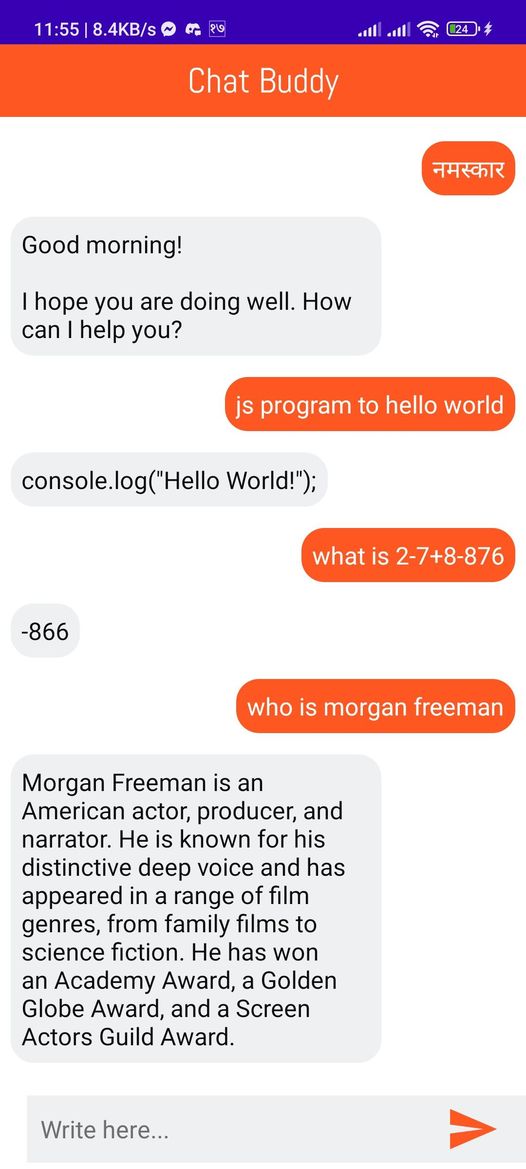 11:55 | 8.4KB/s
२७
24
Chat Buddy
नमस्कार
Good morning!
I hope you are doing well. How
can I help you?
js program to hello world
console.log("Hello World!");
what is 2-7+8-876
-866
who is morgan freeman
Morgan Freeman is an
American actor, producer, and
narrator. He is known for his
distinctive deep voice and has
appeared in a range of film
genres, from family films to
science fiction. He has won
an Academy Award, a Golden
Globe Award, and a Screen
Actors Guild Award.
Write here...